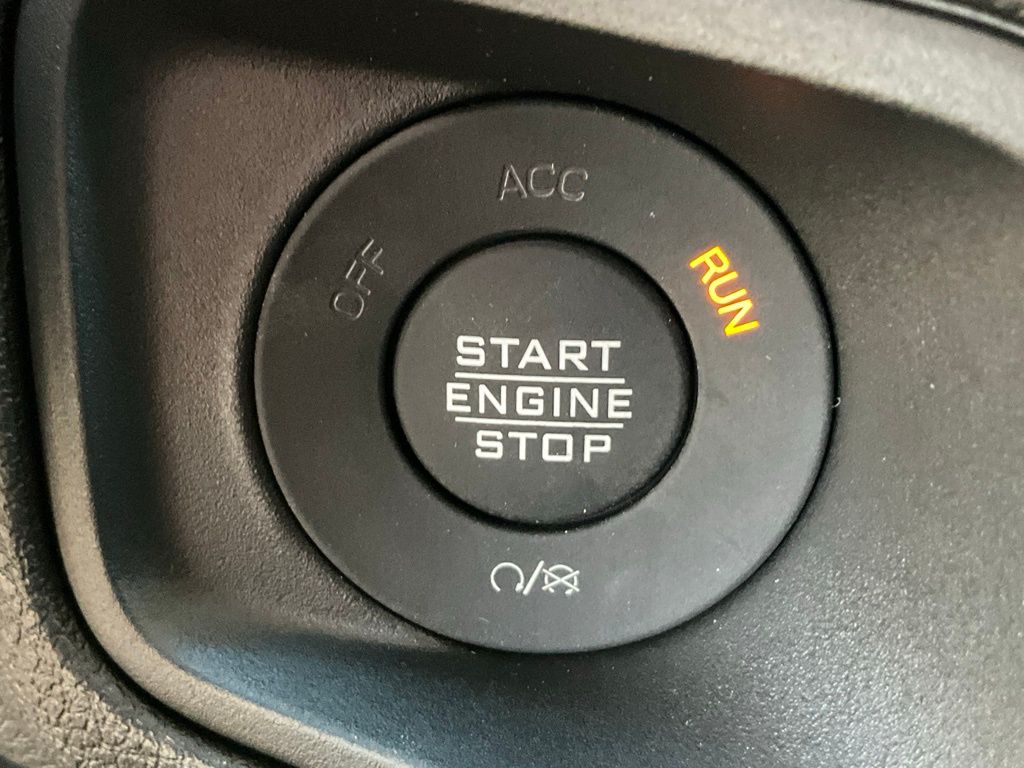 ACC
OFF
RUN
START
ENGINE
STOP